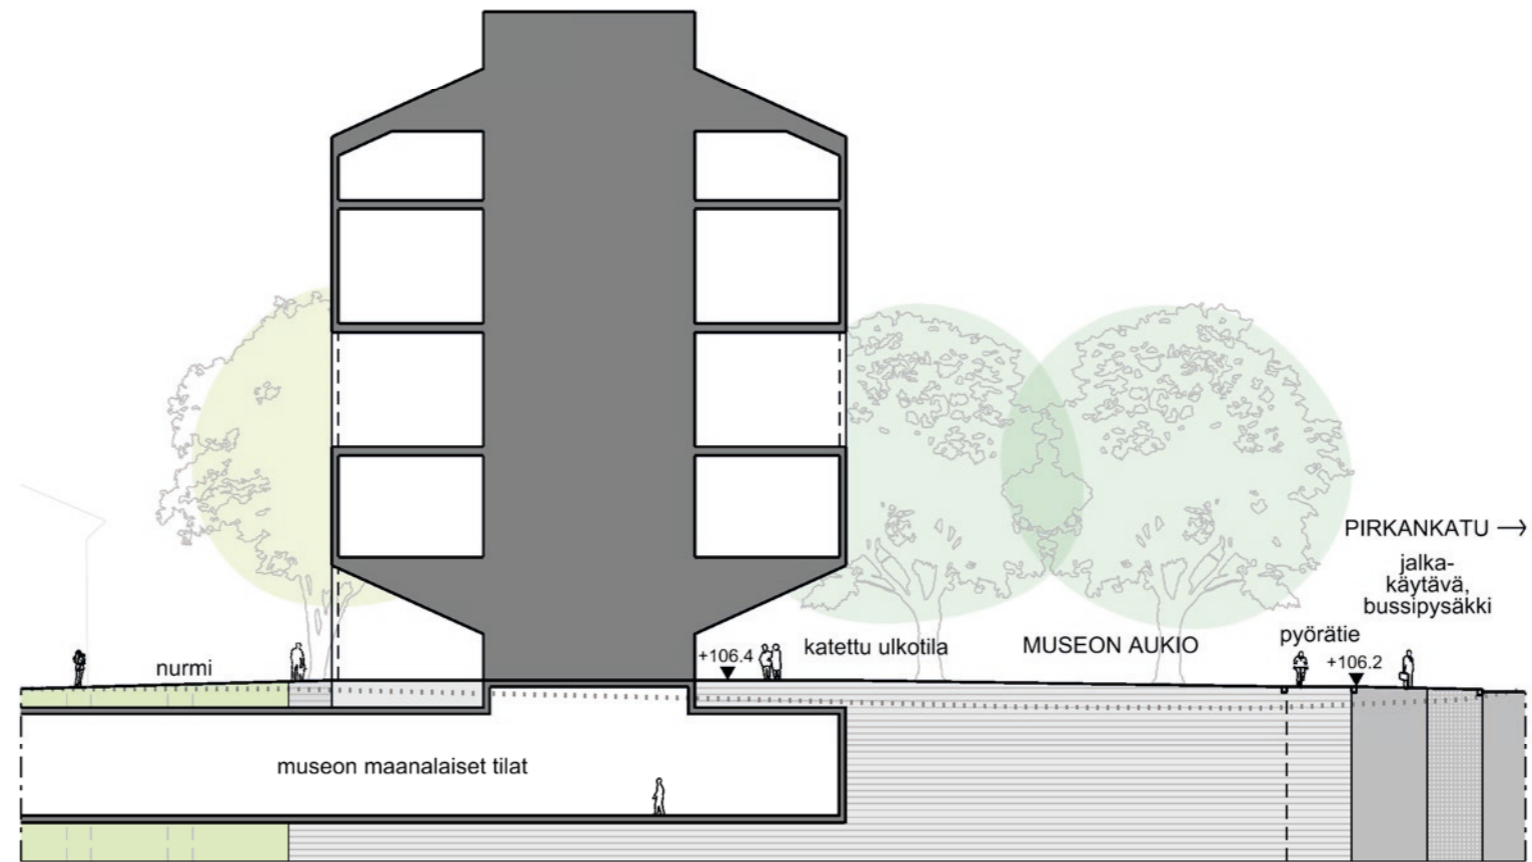 PIRKANKATU →
jalka-
käytävä,
bussipysäkki
pyörätie
+106.2
MUSEON AUKIO
katettu ulkotila
+106.4
nurmi
museon maanalaiset tilat